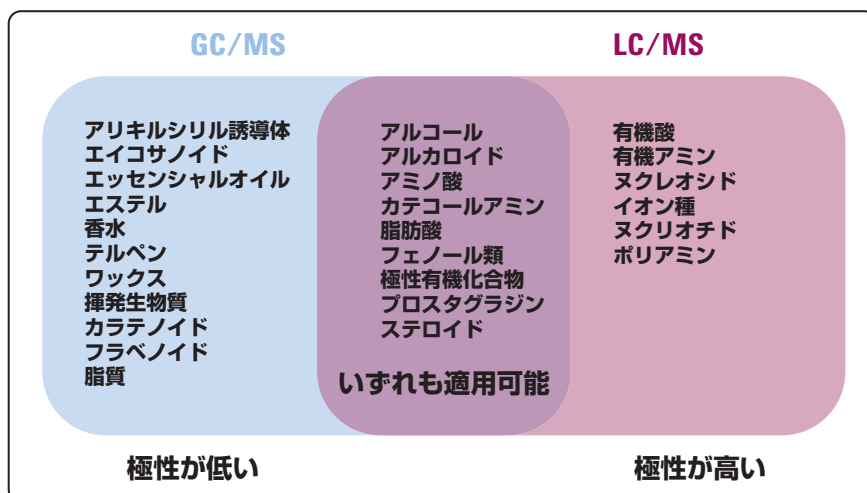 GC/MS
LC/MS
アリキルシリル誘導体
エイコサノイド
エッセンシャルオイル
エステル
香水
テルペン
ワックス
揮発生物質
カラテノイド
フラベノイド
脂質
アルコール
アルカロイド
アミノ酸
カテコールアミン
脂肪酸
フェノール類
極性有機化合物
プロスタグラジン
ステロイド
いずれも適用可能
有機酸
有機アミン
ヌクレオシド
イオン種
ヌクリオチド
ポリアミン
極性が低い
極性が高い